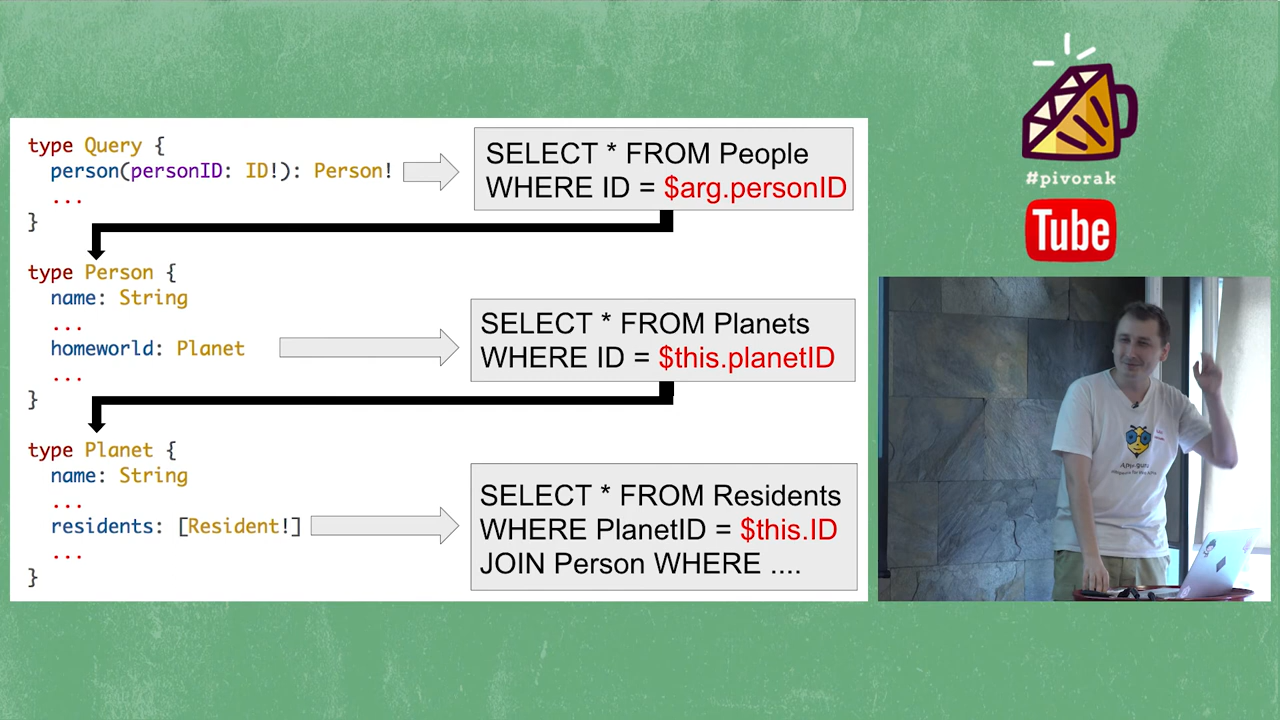 type Query {
person(personID: ID!): Person!
...
}
type Person {
name: String
...
homeworld: Planet
...
}
type Planet {
name: String
...
residents: [Resident!]
...
}
SELECT * FROM People
WHERE ID = $arg.personID
SELECT * FROM Planets
WHERE ID = $this.planetID
SELECT * FROM Residents
WHERE PlanetID = $this.ID
JOIN Person WHERE ....
#pivorak
Tube
APIs Guru